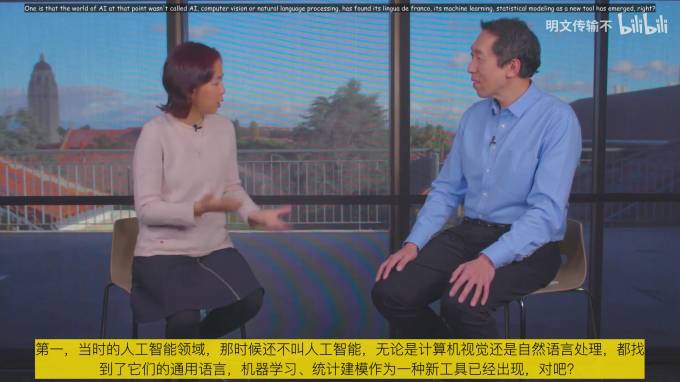 One is that the world of AI at that point wasn't called AI, computer vision or natural language processing, has found its lingua de franco, its machine learning, statistical modeling as a new tool has emerged, right?
明文传输不 bilibili
第一，当时的人工智能领域，那时候还不叫人工智能，无论是计算机视觉还是自然语言处理，都找
到了它们的通用语言，机器学习、统计建模作为一种新工具已经出现，对吧？